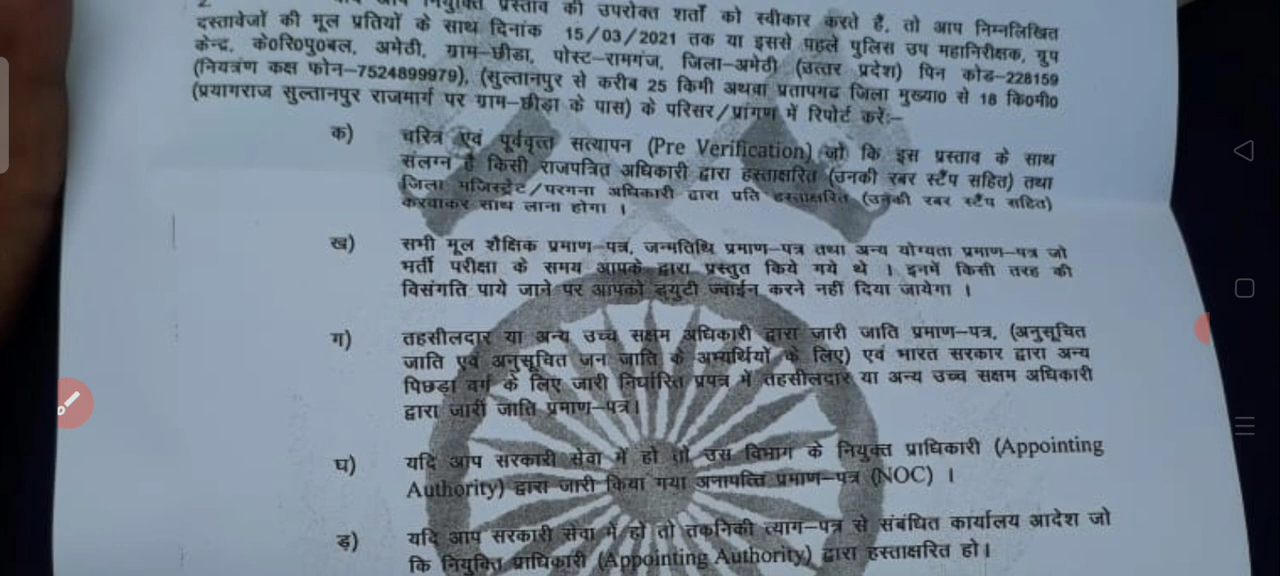 2. नियुक्ति प्रस्ताव की उपरोक्त शर्तों को स्वीकार करते हैं, तो आप निम्नलिखित
दस्तावेजों की मूल प्रतियों के साथ दिनांक 15/03/2021 तक या इससे पहले पुलिस उप महानिरीक्षक, ग्रुप
केन्द्र, के०रि०पु०बल, अमेठी, ग्राम–छीडा, पोस्ट–रामगंज, जिला–अमेठी (उत्तर प्रदेश) पिन कोड–228159
(नियत्रंण कक्ष फोन–7524899979), (सुल्तानपुर से करीब 25 किमी अथवा प्रतापगढ जिला मुख्या० से 18 कि०मी०
(प्रयागराज सुल्तानपुर राजमार्ग पर ग्राम–छीड़ा के पास) के परिसर/प्रांगण में रिपोर्ट करेंः–
क) चरित्र एवं पूर्ववृत्त सत्यापन (Pre Verification) जो कि इस प्रस्ताव के साथ
संलग्न है किसी राजपत्रित अधिकारी द्वारा हस्ताक्षरित (उनकी रबर स्टैंप सहित) तथा
जिला मजिस्ट्रेट/परगना अधिकारी द्वारा प्रति हस्ताक्षरित (उनकी रबर स्टैंप सहित)
करवाकर साथ लाना होगा ।
ख) सभी मूल शैक्षिक प्रमाण–पत्र, जन्मतिथि प्रमाण–पत्र तथा अन्य योग्यता प्रमाण–पत्र जो
भर्ती परीक्षा के समय आपके द्वारा प्रस्तुत किये गये थे । इनमें किसी तरह की
विसंगति पाये जाने पर आपको डयुटी ज्वाईन करने नहीं दिया जायेगा ।
ग) तहसीलदार या अन्य उच्च सक्षम अधिकारी द्वारा जारी जाति प्रमाण–पत्र, (अनुसूचित
जाति एवं अनुसूचित जन जाति के अभ्यर्थियों के लिए) एवं भारत सरकार द्वारा अन्य
पिछड़ा वर्ग के लिए जारी निर्धारित प्रपत्र में तहसीलदार या अन्य उच्च सक्षम अधिकारी
द्वारा जारी जाति प्रमाण–पत्र।
घ) यदि आप सरकारी सेवा में हो तो उस विभाग के नियुक्त प्राधिकारी (Appointing
Authority) द्वारा जारी किया गया अनापत्ति प्रमाण–पत्र (NOC) ।
ड़) यदि आप सरकारी सेवा में हो तो तकनिकी त्याग–पत्र से संबंधित कार्यालय आदेश जो
कि नियुक्ति प्राधिकारी (Appointing Authority) द्वारा हस्ताक्षरित हो।